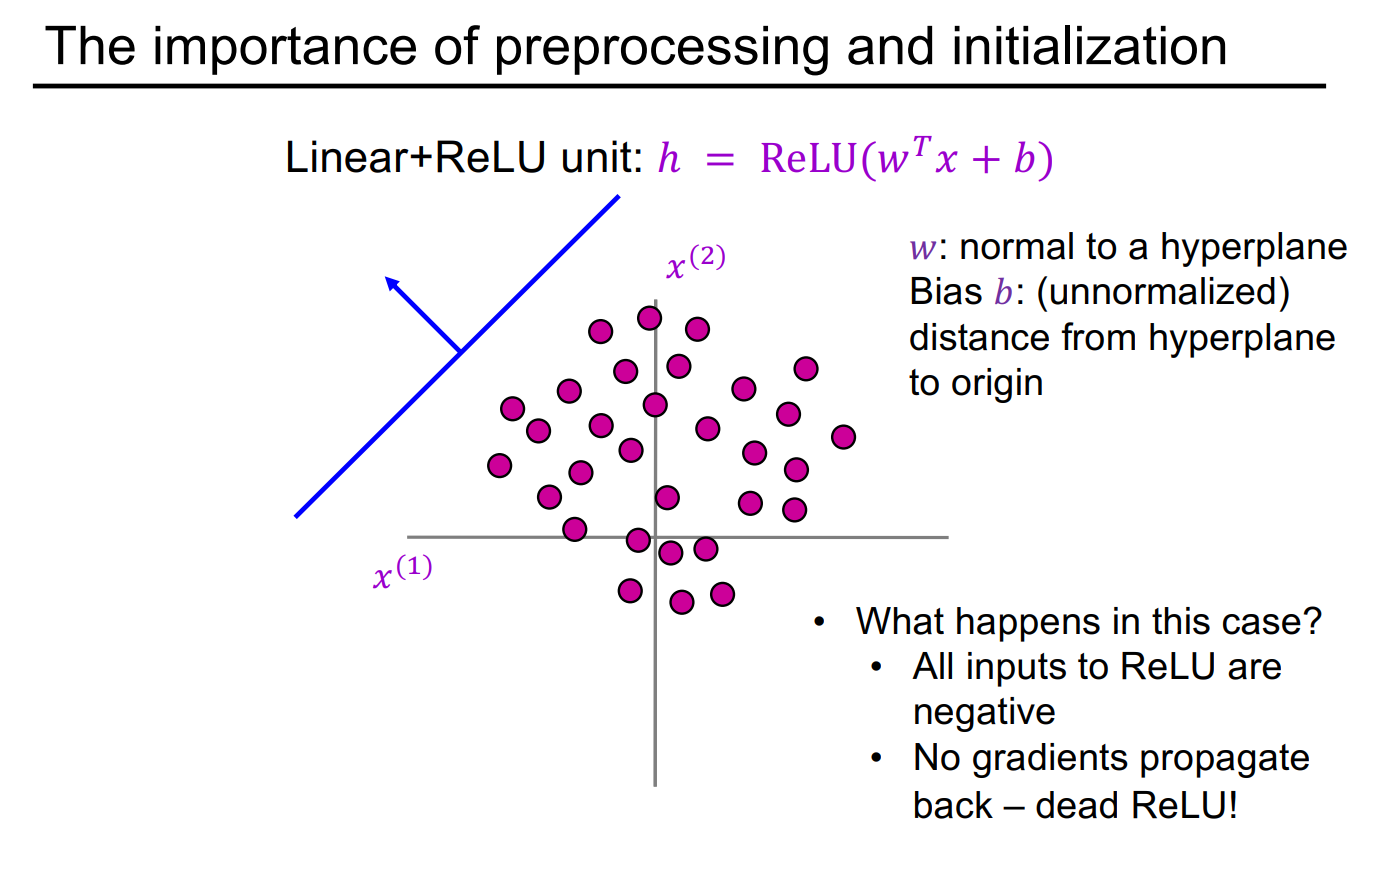 The importance of preprocessing and initialization
Linear+ReLU unit: h = ReLU(wᵀx + b)
w: normal to a hyperplane
Bias b: (unnormalized)
distance from hyperplane
to origin
x⁽²⁾
x⁽¹⁾
• What happens in this case?
• All inputs to ReLU are
negative
• No gradients propagate
back – dead ReLU!